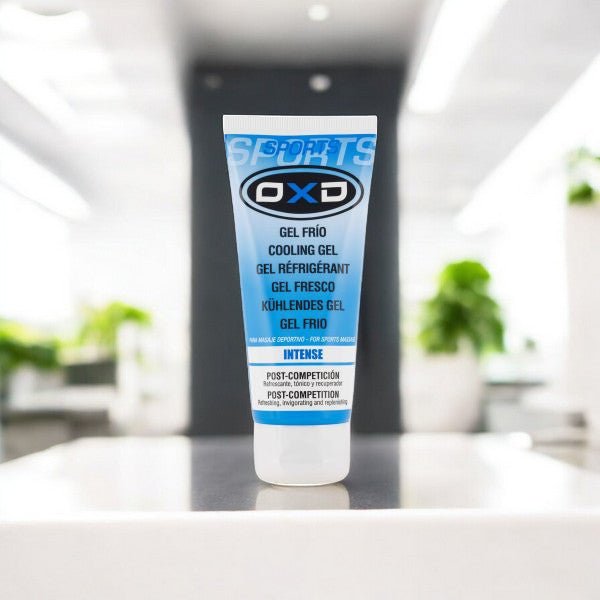 SPORTS
SPORTS
OXD
GEL FRÍO
COOLING GEL
GEL RÉFRIGÉRANT
GEL FRESCO
KÜHLENDES GEL
GEL FRIO
PARA MASAJE DEPORTIVO - FOR SPORTS MASSAGE
INTENSE
POST-COMPETICIÓN
Refrescante, tónico y recuperador
POST-COMPETITION
Refreshing, invigorating and replenishing